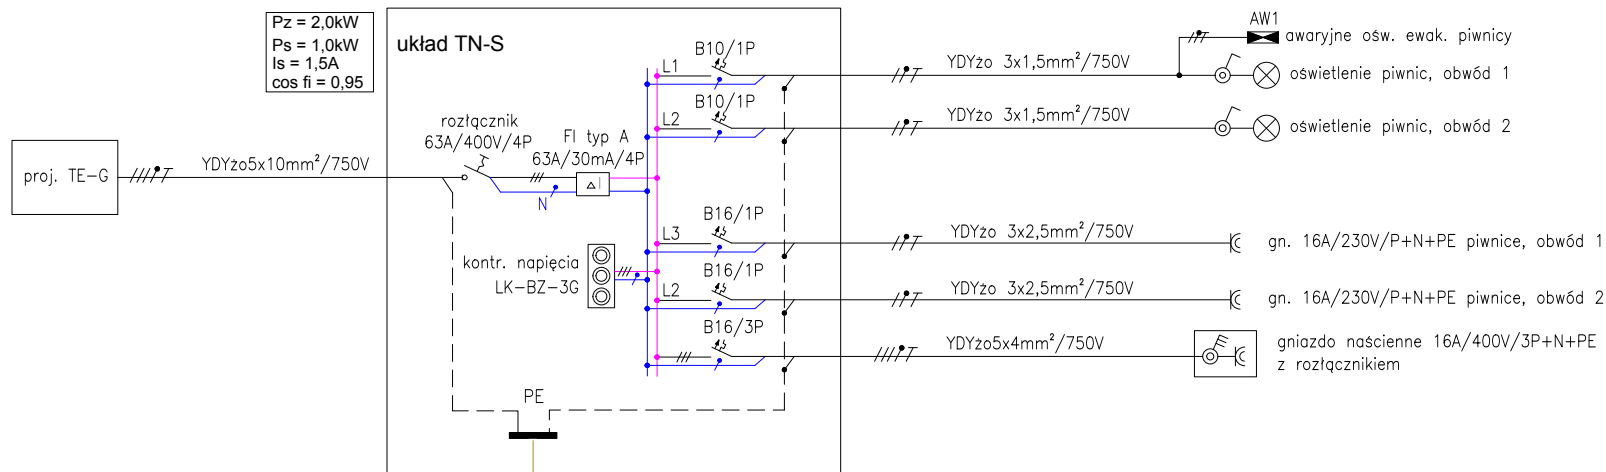 Pz = 2,0kW
Ps = 1,0kW
Is = 1,5A
cos fi = 0,95
układ TN-S
proj. TE-G
YDYżo5x10mm²/750V
rozłącznik
63A/400V/4P
FI typ A
63A/30mA/4P
N
kontr. napięcia
LK-BZ-3G
PE
L1
B10/1P
YDYżo 3x1,5mm²/750V
AW1
awaryjne ośw. ewak. piwnicy
oświetlenie piwnic, obwód 1
L2
B10/1P
YDYżo 3x1,5mm²/750V
oświetlenie piwnic, obwód 2
L3
B16/1P
YDYżo 3x2,5mm²/750V
gn. 16A/230V/P+N+PE piwnice, obwód 1
L2
B16/1P
YDYżo 3x2,5mm²/750V
gn. 16A/230V/P+N+PE piwnice, obwód 2
B16/3P
YDYżo5x4mm²/750V
gniazdo naścienne 16A/400V/3P+N+PE
z rozłącznikiem